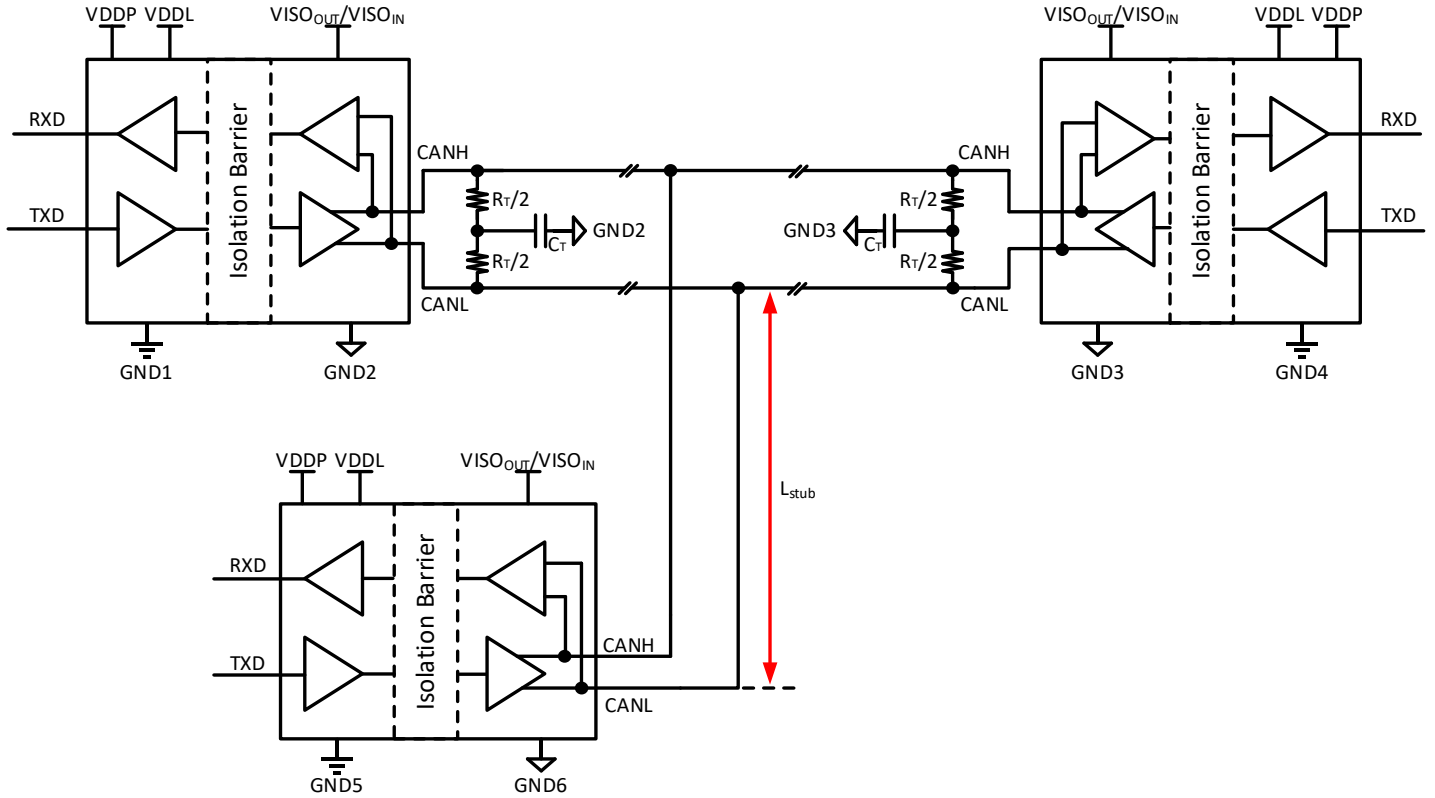 VDDP VDDL VISOOUT/VISOIN
VISOOUT/VISOIN VDDL VDDP
RXD
TXD
Isolation Barrier
CANH
CANL
RT/2
RT/2
CT
GND2
GND1
GND2
GND3
CT
RT/2
RT/2
CANH
CANL
Isolation Barrier
RXD
TXD
GND3
GND4
Lstub
VDDP VDDL VISOOUT/VISOIN
RXD
TXD
Isolation Barrier
CANH
CANL
GND5
GND6